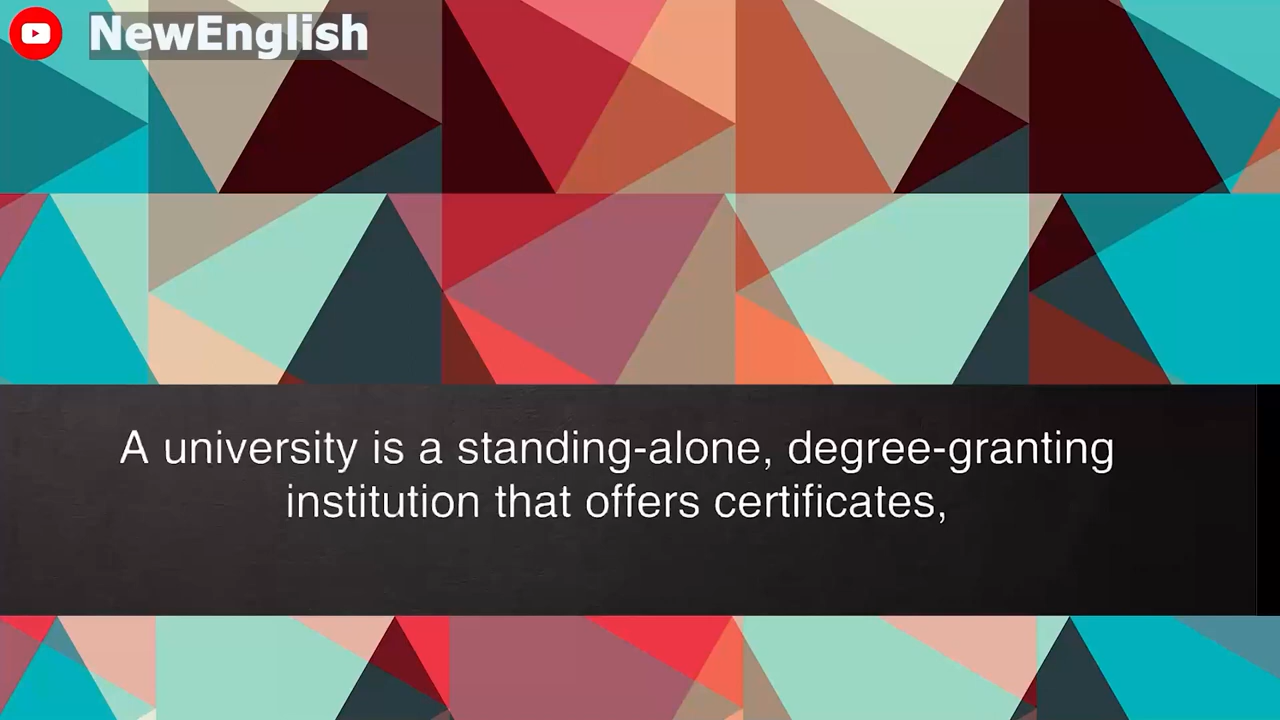 NewEnglish
A university is a standing-alone, degree-granting
institution that offers certificates,